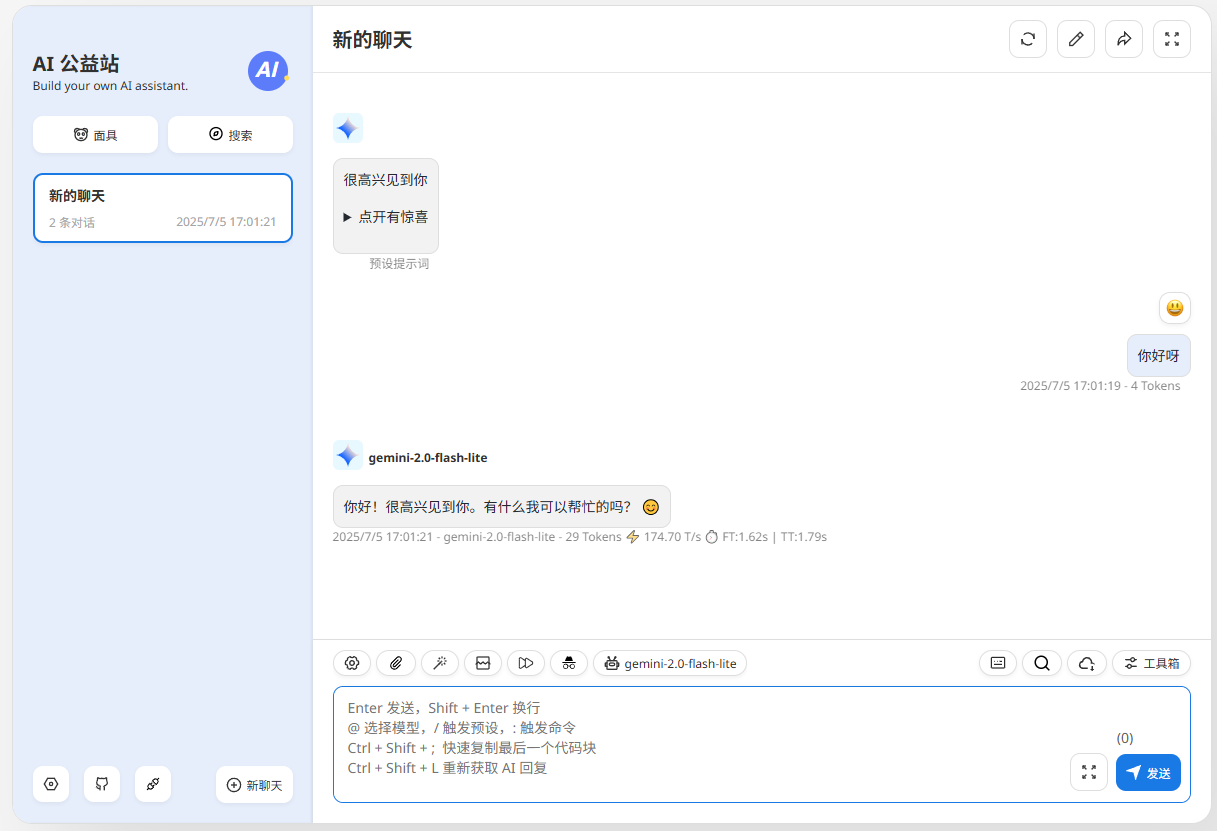 AI 公益站
Build your own AI assistant.
AI
面具
搜索
新的聊天
2 条对话
2025/7/5 17:01:21
新聊天
新的聊天
很高兴见到你
▶ 点开有惊喜
预设提示词
你好呀
2025/7/5 17:01:19 - 4 Tokens
gemini-2.0-flash-lite
你好！很高兴见到你。有什么我可以帮忙的吗？ 😊
2025/7/5 17:01:21 - gemini-2.0-flash-lite - 29 Tokens ⚡ 174.70 T/s ⏱ FT:1.62s | TT:1.79s
gemini-2.0-flash-lite
工具箱
Enter 发送，Shift + Enter 换行
@ 选择模型，/ 触发预设，: 触发命令
Ctrl + Shift + ；快速复制最后一个代码块
Ctrl + Shift + L 重新获取 AI 回复
(0)
发送